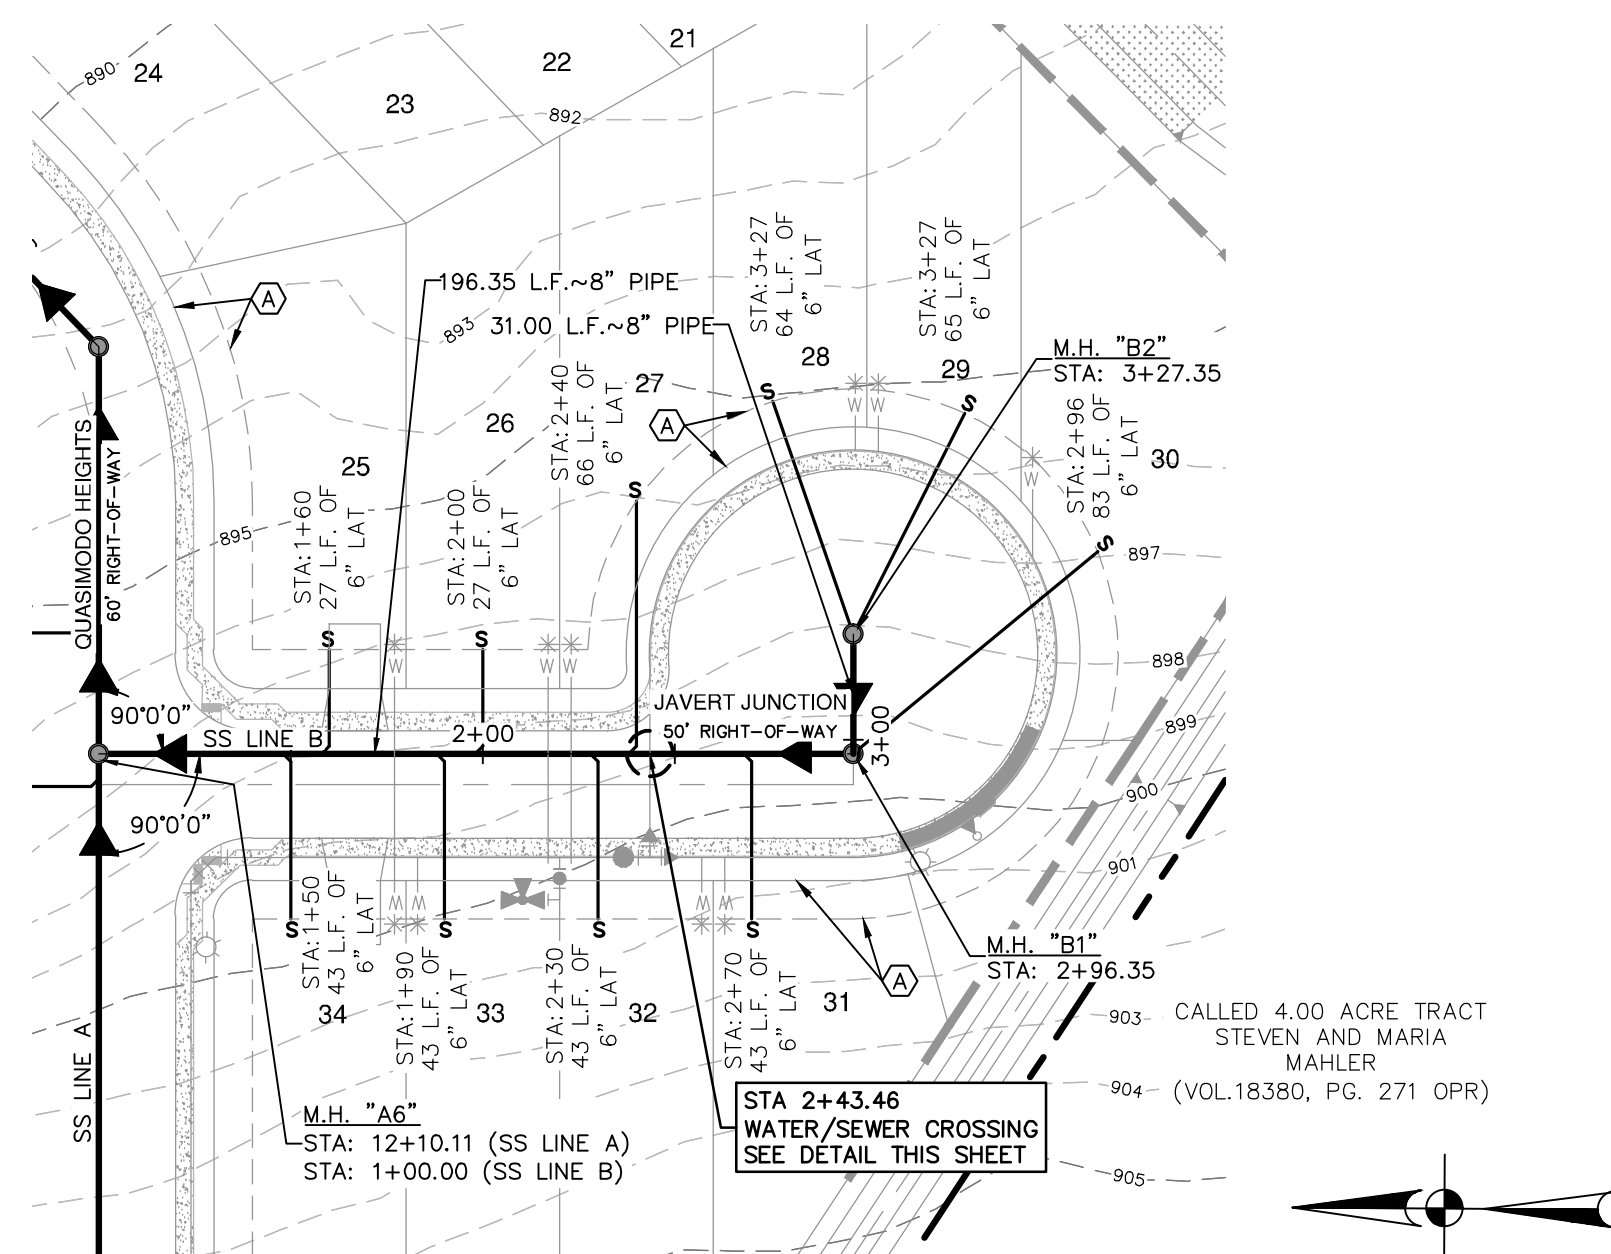 21
22
24
890
23
892
196.35 L.F.~8" PIPE
893
31.00 L.F.~8" PIPE
A
STA: 3+27
64 L.F. OF
6" LAT
STA: 3+27
65 L.F. OF
6" LAT
28
29
M.H. "B2"
STA: 3+27.35
27
26
25
A
S
S
STA: 2+40
66 L.F. OF
6" LAT
STA: 2+96
83 L.F. OF
6" LAT
30
W
W
W
S
S
895
897
STA: 1+60
27 L.F. OF
6" LAT
STA: 2+00
27 L.F. OF
6" LAT
QUASIMODO HEIGHTS
60' RIGHT-OF-WAY
S
S
W
W
W
898
JAVERT JUNCTION
50' RIGHT-OF-WAY
90°0'0"
SS LINE B
2+00
3+00
899
900
90°0'0"
901
W
W
W
W
S
S
S
S
STA: 1+50
43 L.F. OF
6" LAT
STA: 1+90
43 L.F. OF
6" LAT
STA: 2+30
43 L.F. OF
6" LAT
STA: 2+70
43 L.F. OF
6" LAT
34
33
32
31
A
M.H. "B1"
STA: 2+96.35
903
CALLED 4.00 ACRE TRACT
STEVEN AND MARIA
MAHLER
(VOL.18380, PG. 271 OPR)
904
SS LINE A
M.H. "A6"
STA: 12+10.11 (SS LINE A)
STA: 1+00.00 (SS LINE B)
STA 2+43.46
WATER/SEWER CROSSING
SEE DETAIL THIS SHEET
905